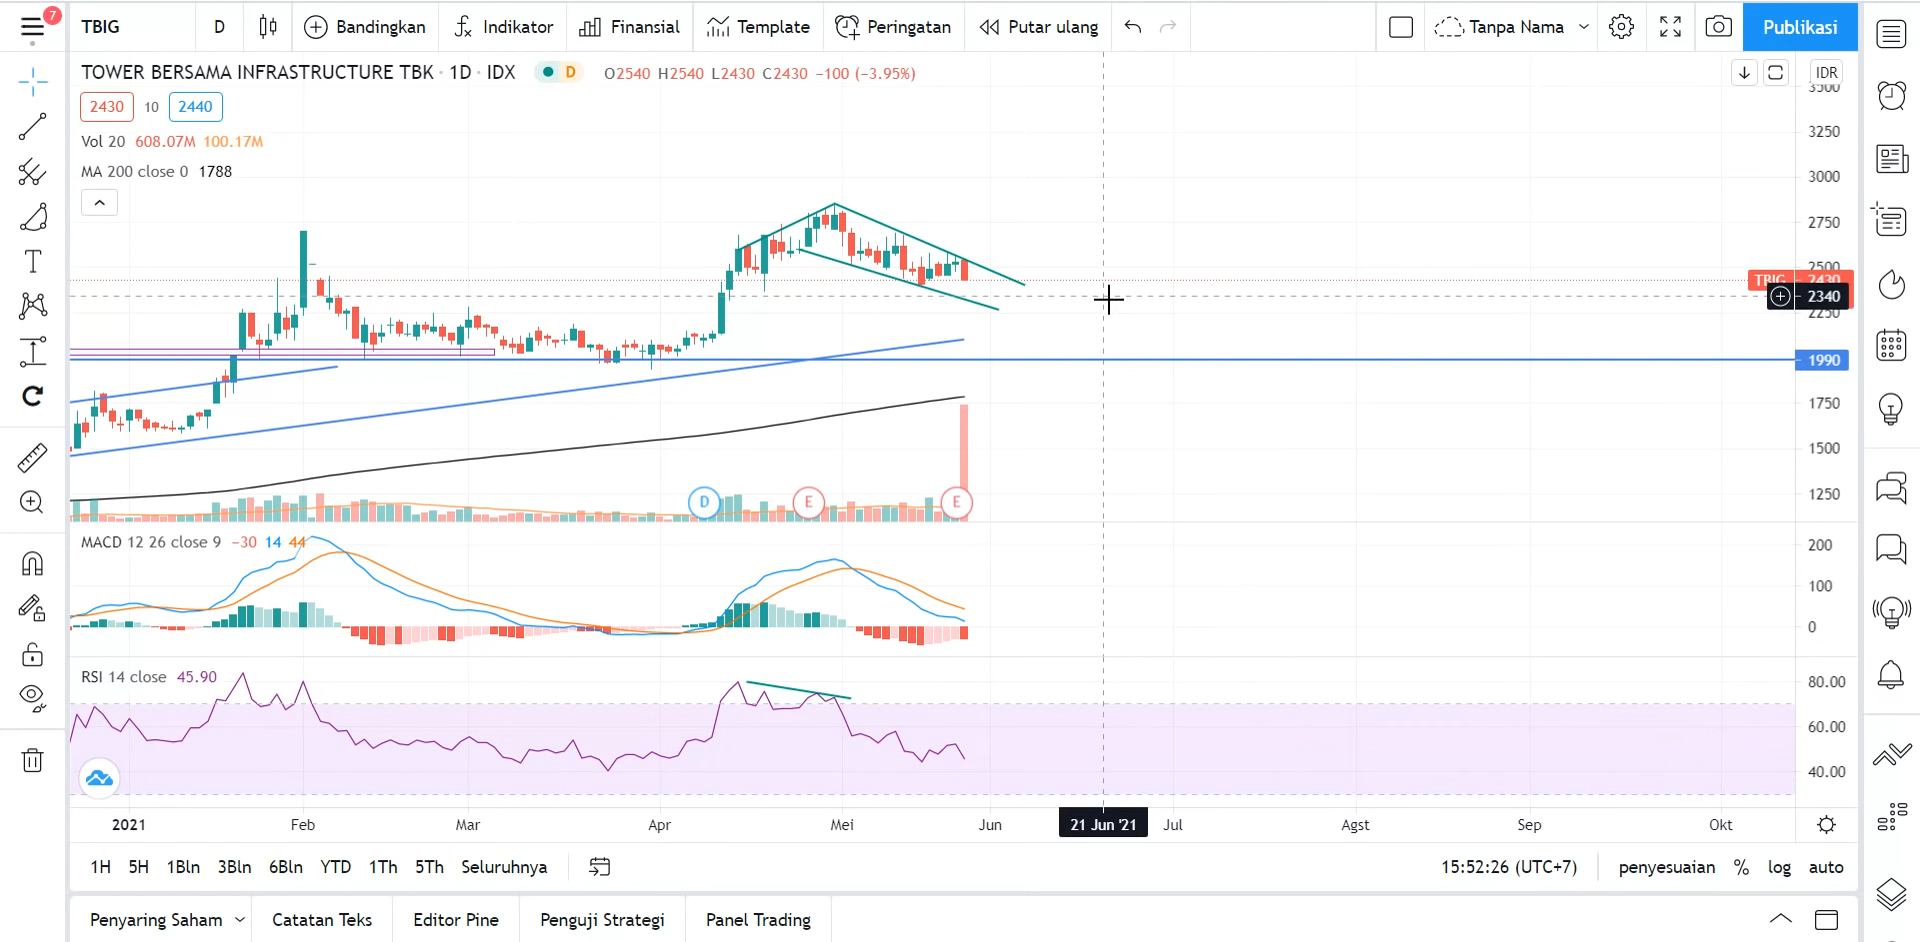 7
TBIG
D
Bandingkan
Indikator
Finansial
Template
Peringatan
Putar ulang
Tanpa Nama
Publikasi
TOWER BERSAMA INFRASTRUCTURE TBK · 1D · IDX
D
O2540 H2540 L2430 C2430 −100 (−3.95%)
IDR
2430 10 2440
Vol 20 608.07M 100.17M
MA 200 close 0 1788
3500
3250
3000
2750
2500
TBIG 2430
2340
2250
1990
1750
1500
1250
D
E
E
MACD 12 26 close 9 −30 14 44
200
100
0
RSI 14 close 45.90
80.00
60.00
40.00
2021 Feb Mar Apr Mei Jun 21 Jun '21 Jul Agst Sep Okt
1H 5H 1Bln 3Bln 6Bln YTD 1Th 5Th Seluruhnya
15:52:26 (UTC+7) penyesuaian % log auto
Penyaring Saham Catatan Teks Editor Pine Penguji Strategi Panel Trading